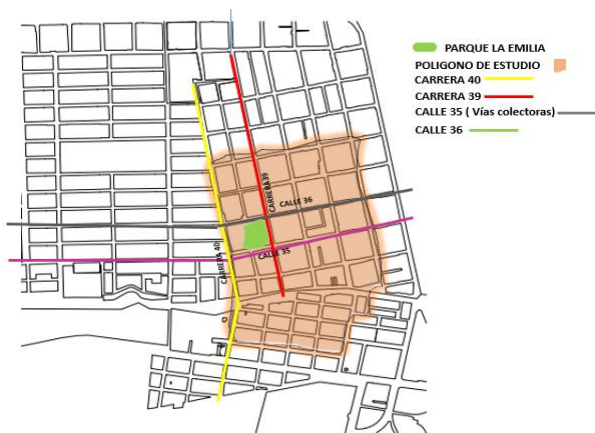 PARQUE LA EMILIA
POLIGONO DE ESTUDIO
CARRERA 40
CARRERA 39
CALLE 35 ( Vías colectoras)
CALLE 36
CARRERA39
CALLE 36
CARRERA 40
CALLE 35